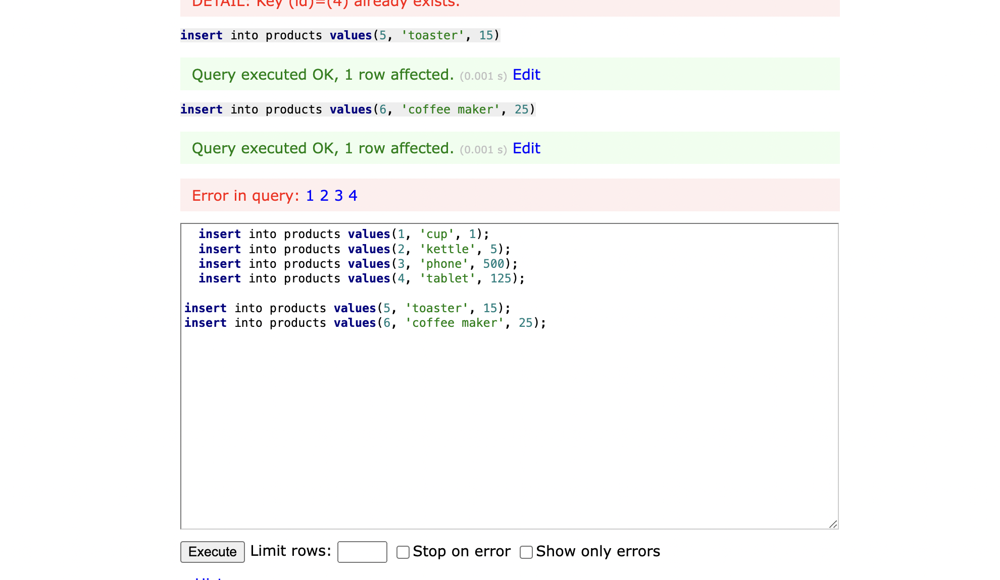 DETAIL: Key (id)=(4) already exists.
insert into products values(5, 'toaster', 15)
Query executed OK, 1 row affected. (0.001 s) Edit
insert into products values(6, 'coffee maker', 25)
Query executed OK, 1 row affected. (0.001 s) Edit
Error in query: 1 2 3 4
insert into products values(1, 'cup', 1);
insert into products values(2, 'kettle', 5);
insert into products values(3, 'phone', 500);
insert into products values(4, 'tablet', 125);
insert into products values(5, 'toaster', 15);
insert into products values(6, 'coffee maker', 25);
Execute Limit rows: Stop on error Show only errors